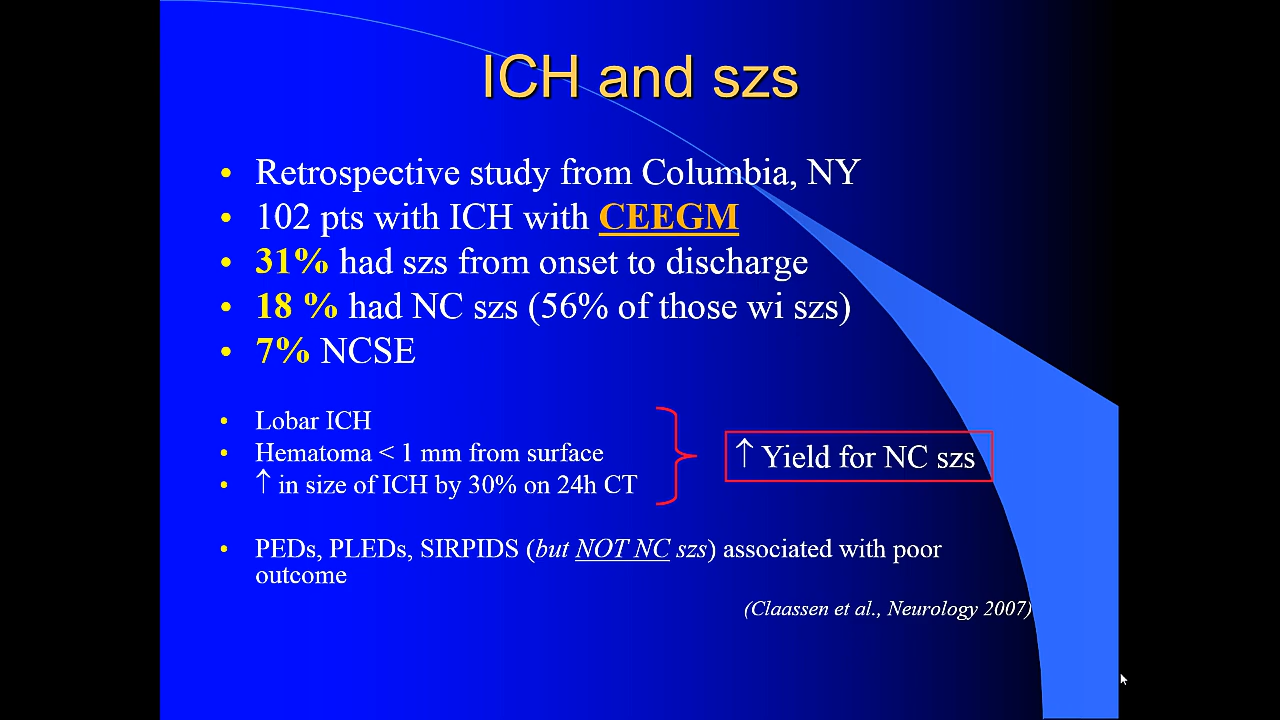 ICH and szs
• Retrospective study from Columbia, NY
• 102 pts with ICH with CEEGM
• 31% had szs from onset to discharge
• 18 % had NC szs (56% of those wi szs)
• 7% NCSE
• Lobar ICH
• Hematoma < 1 mm from surface
• ↑ in size of ICH by 30% on 24h CT
↑ Yield for NC szs
• PEDs, PLEDs, SIRPIDS (but NOT NC szs) associated with poor
outcome
(Claassen et al., Neurology 2007)